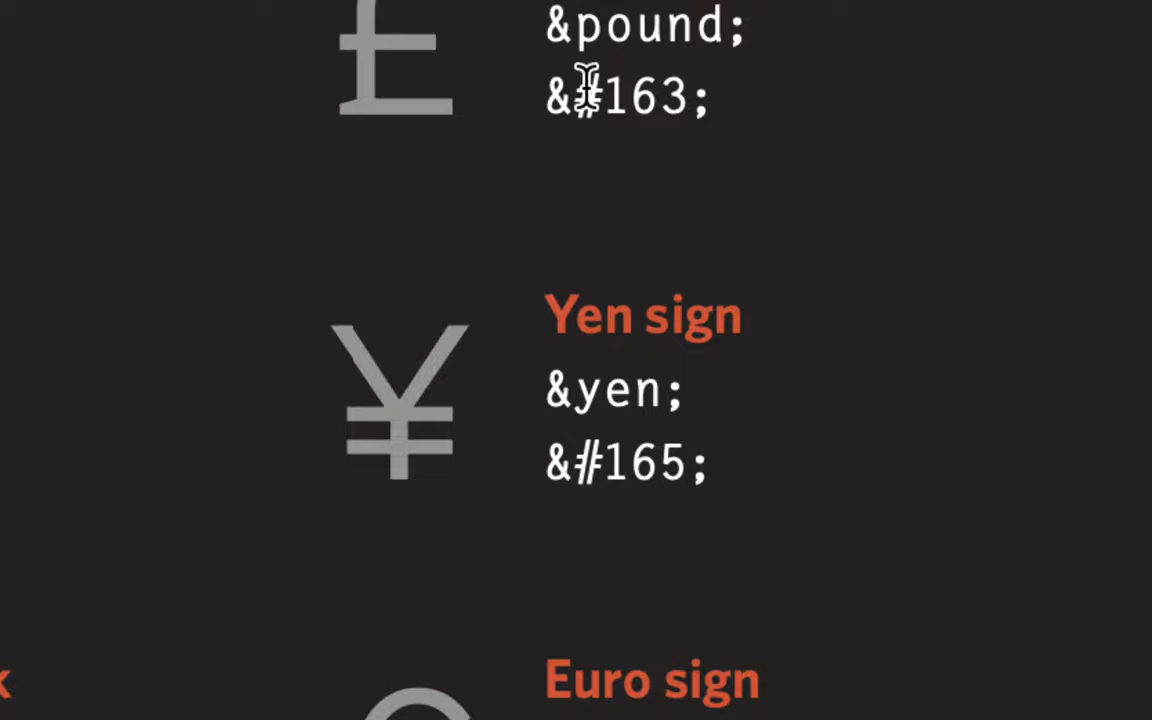 £
&pound;
&#163;
Yen sign
¥
&yen;
&#165;
Euro sign